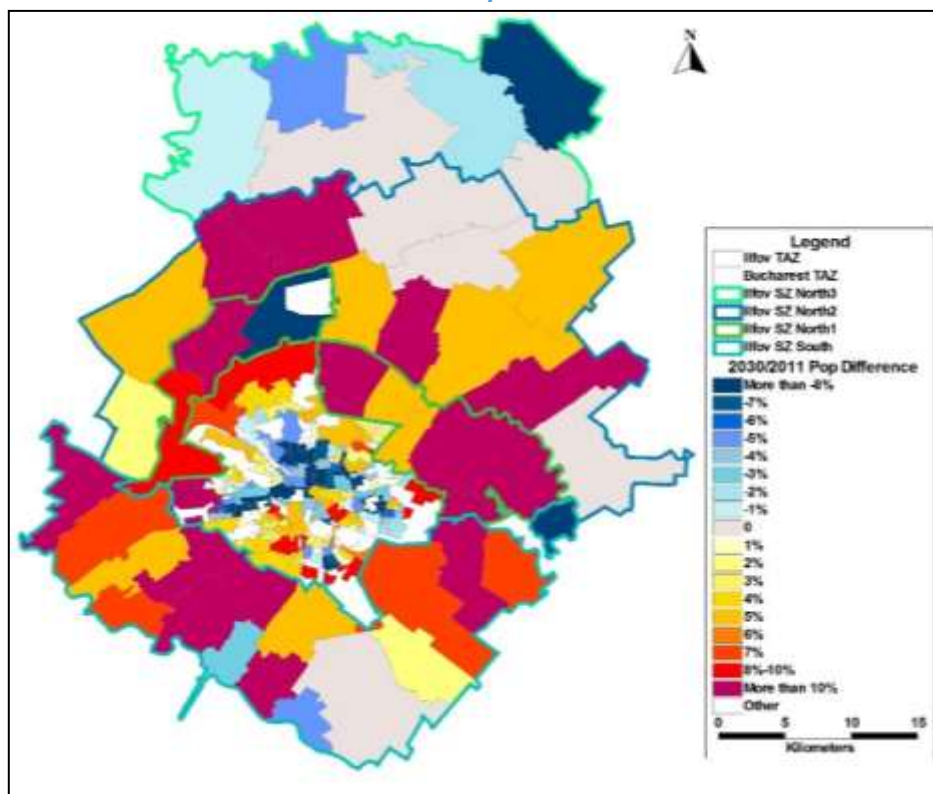 N
Legend
Ilfov TAZ
Bucharest TAZ
Ilfov SZ North3
Ilfov SZ North2
Ilfov SZ North1
Ilfov SZ South
2030/2011 Pop Difference
More than -8%
-7%
-6%
-5%
-4%
-3%
-2%
-1%
0
1%
2%
3%
4%
5%
6%
7%
8%-10%
More than 10%
Other
0 5 10 15
Kilometers